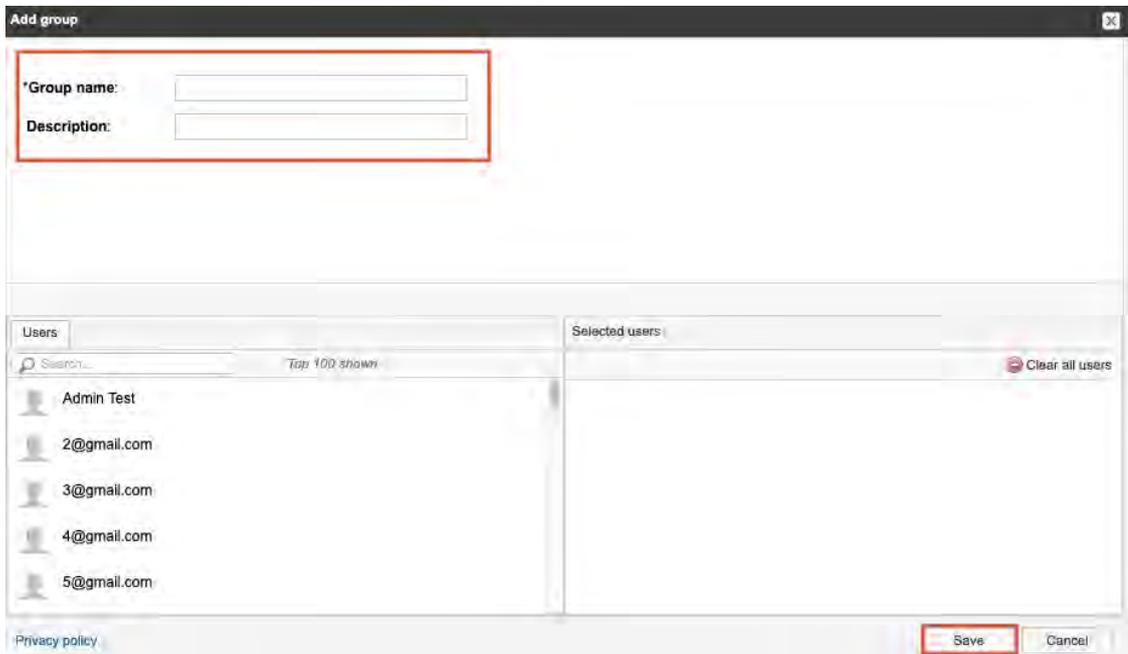 Add group
*Group name:
Description:
Users
Selected users
Search...
Top 100 shown
Clear all users
Admin Test
2@gmail.com
3@gmail.com
4@gmail.com
5@gmail.com
Privacy policy
Save
Cancel